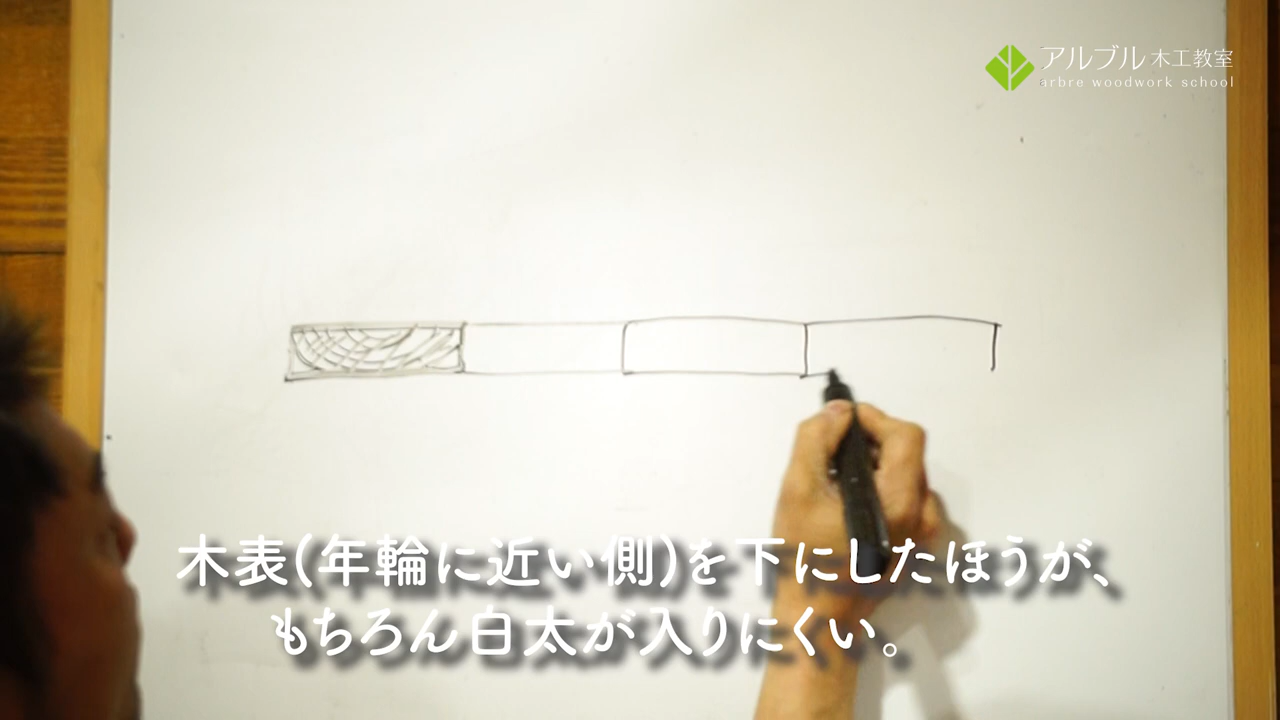 アルブル木工教室
arbre woodwork school
木表(年輪に近い側)を下にしたほうが、
もちろん白太が入りにくい。